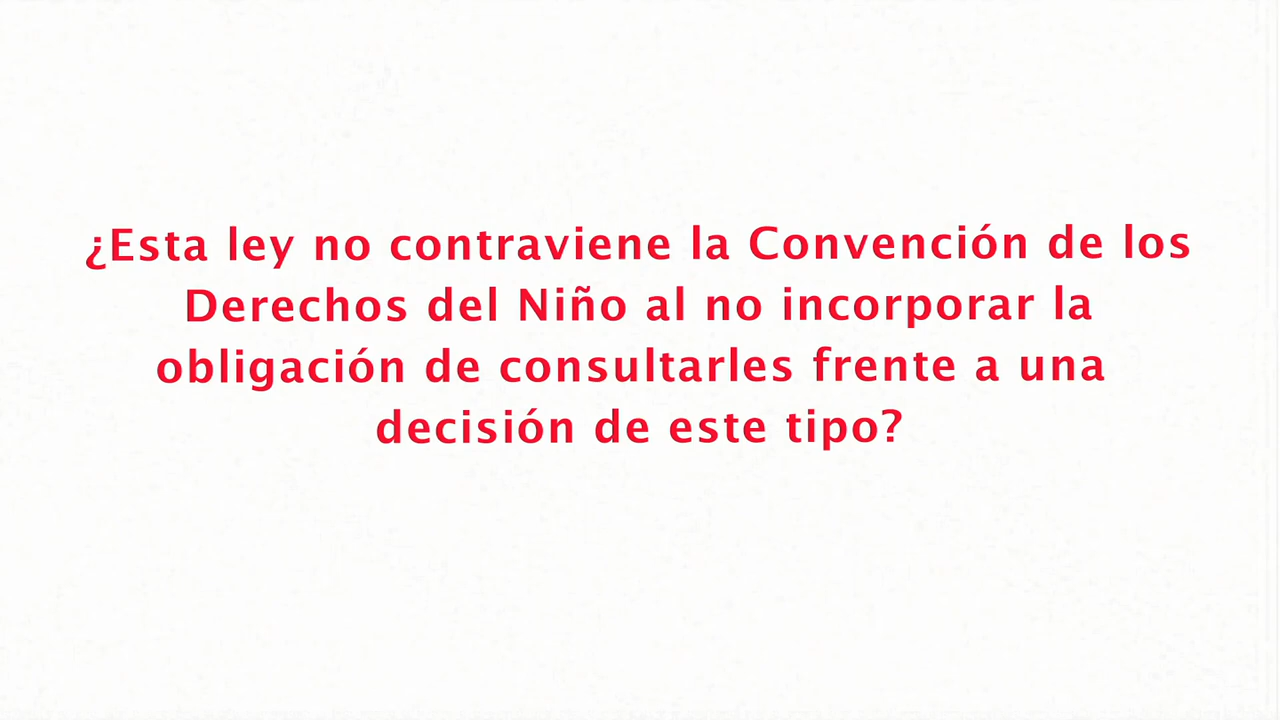 ¿Esta ley no contraviene la Convención de los
Derechos del Niño al no incorporar la
obligación de consultarles frente a una
decisión de este tipo?